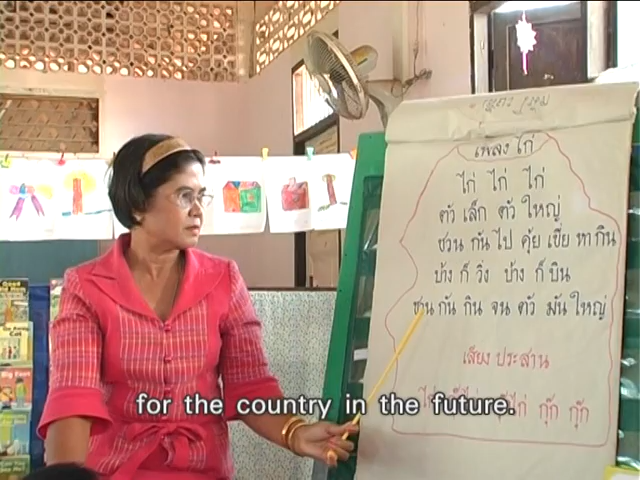 เพลง ไก่
ไก่ ไก่ ไก่
ตัว เล็ก ตัว ใหญ่
ชวน กัน ไป คุ้ย เขี่ย หา กิน
บ้าง ก็ วิ่ง บ้าง ก็ บิน
ชวน กัน กิน จน ตัว มัน ใหญ่
เสียง ประสาน
กุ๊ก กุ๊ก
for the country in the future.